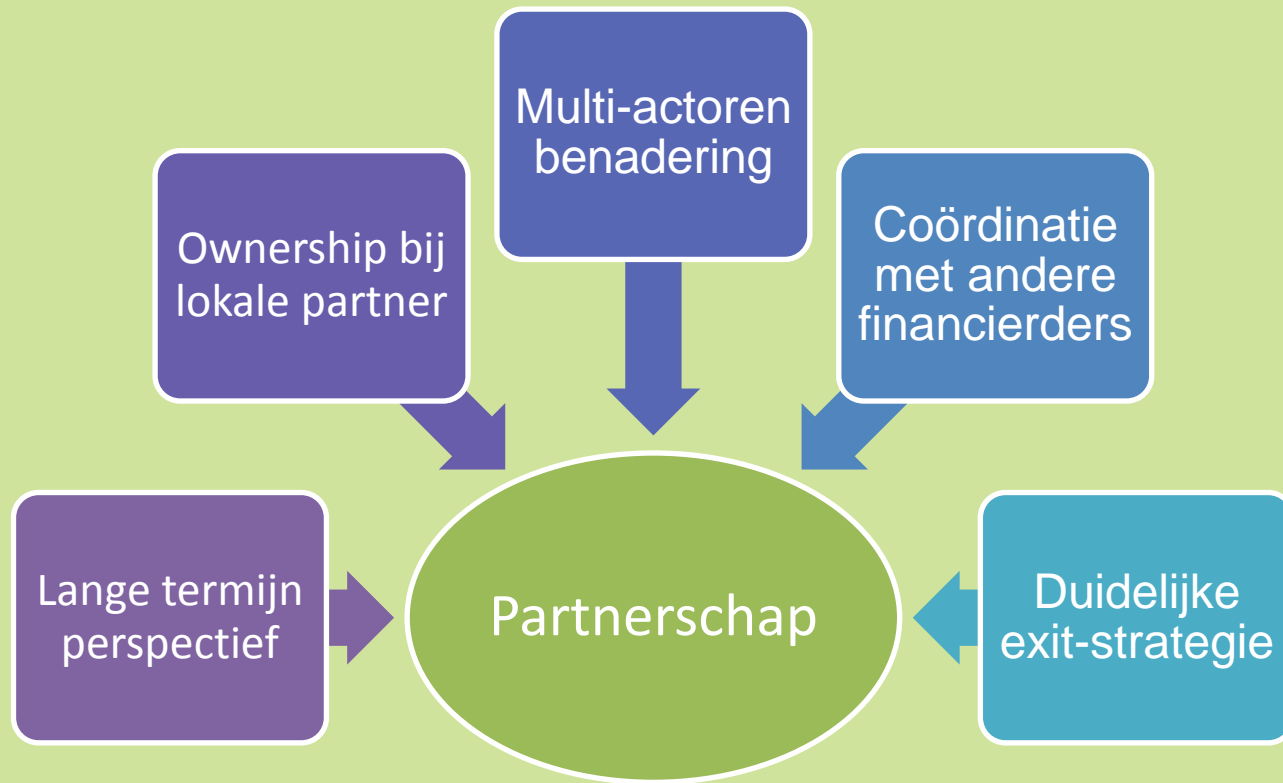 Multi-actoren
benadering
Ownership bij
lokale partner
Coördinatie
met andere
financierders
Lange termijn
perspectief
Partnerschap
Duidelijke
exit-strategie